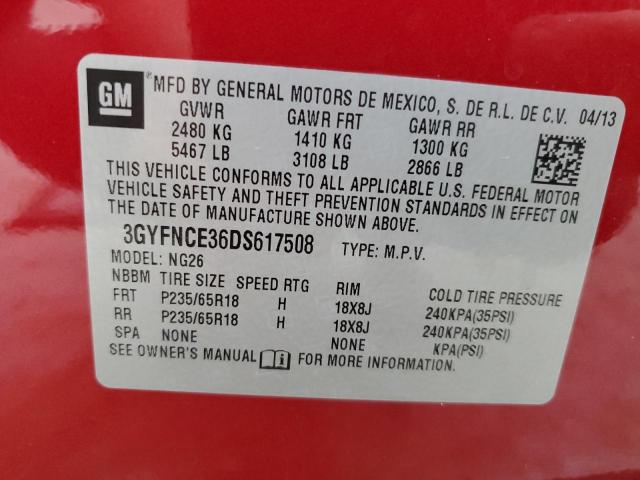 GM ® MFD BY GENERAL MOTORS DE MEXICO, S. DE R.L. DE C.V. 04/13
GVWR GAWR FRT GAWR RR
2480 KG 1410 KG 1300 KG
5467 LB 3108 LB 2866 LB
THIS VEHICLE CONFORMS TO ALL APPLICABLE U.S. FEDERAL MOTOR
VEHICLE SAFETY AND THEFT PREVENTION STANDARDS IN EFFECT ON
THE DATE OF MANUFACTURE SHOWN ABOVE.
3GYFNCE36DS617508 TYPE: M.P.V.
MODEL: NG26
NBBM TIRE SIZE SPEED RTG RIM COLD TIRE PRESSURE
FRT P235/65R18 H 18X8J 240KPA(35PSI)
RR P235/65R18 H 18X8J 240KPA(35PSI)
SPA NONE NONE KPA(PSI)
SEE OWNER'S MANUAL FOR MORE INFORMATION.